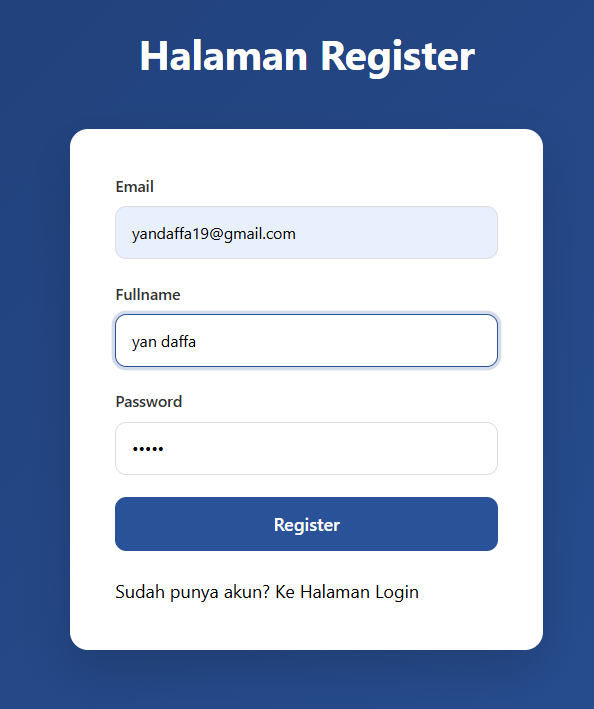 Halaman Register
Email
yandaffa19@gmail.com
Fullname
yan daffa
Password
•••••
Register
Sudah punya akun? Ke Halaman Login